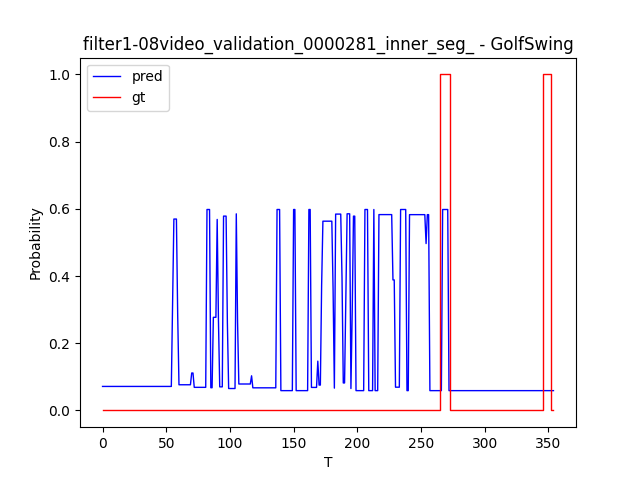 filter1-08video_validation_0000281_inner_seg_ - GolfSwing
pred
gt
Probability
1.0
0.8
0.6
0.4
0.2
0.0
0 50 100 150 200 250 300 350
T